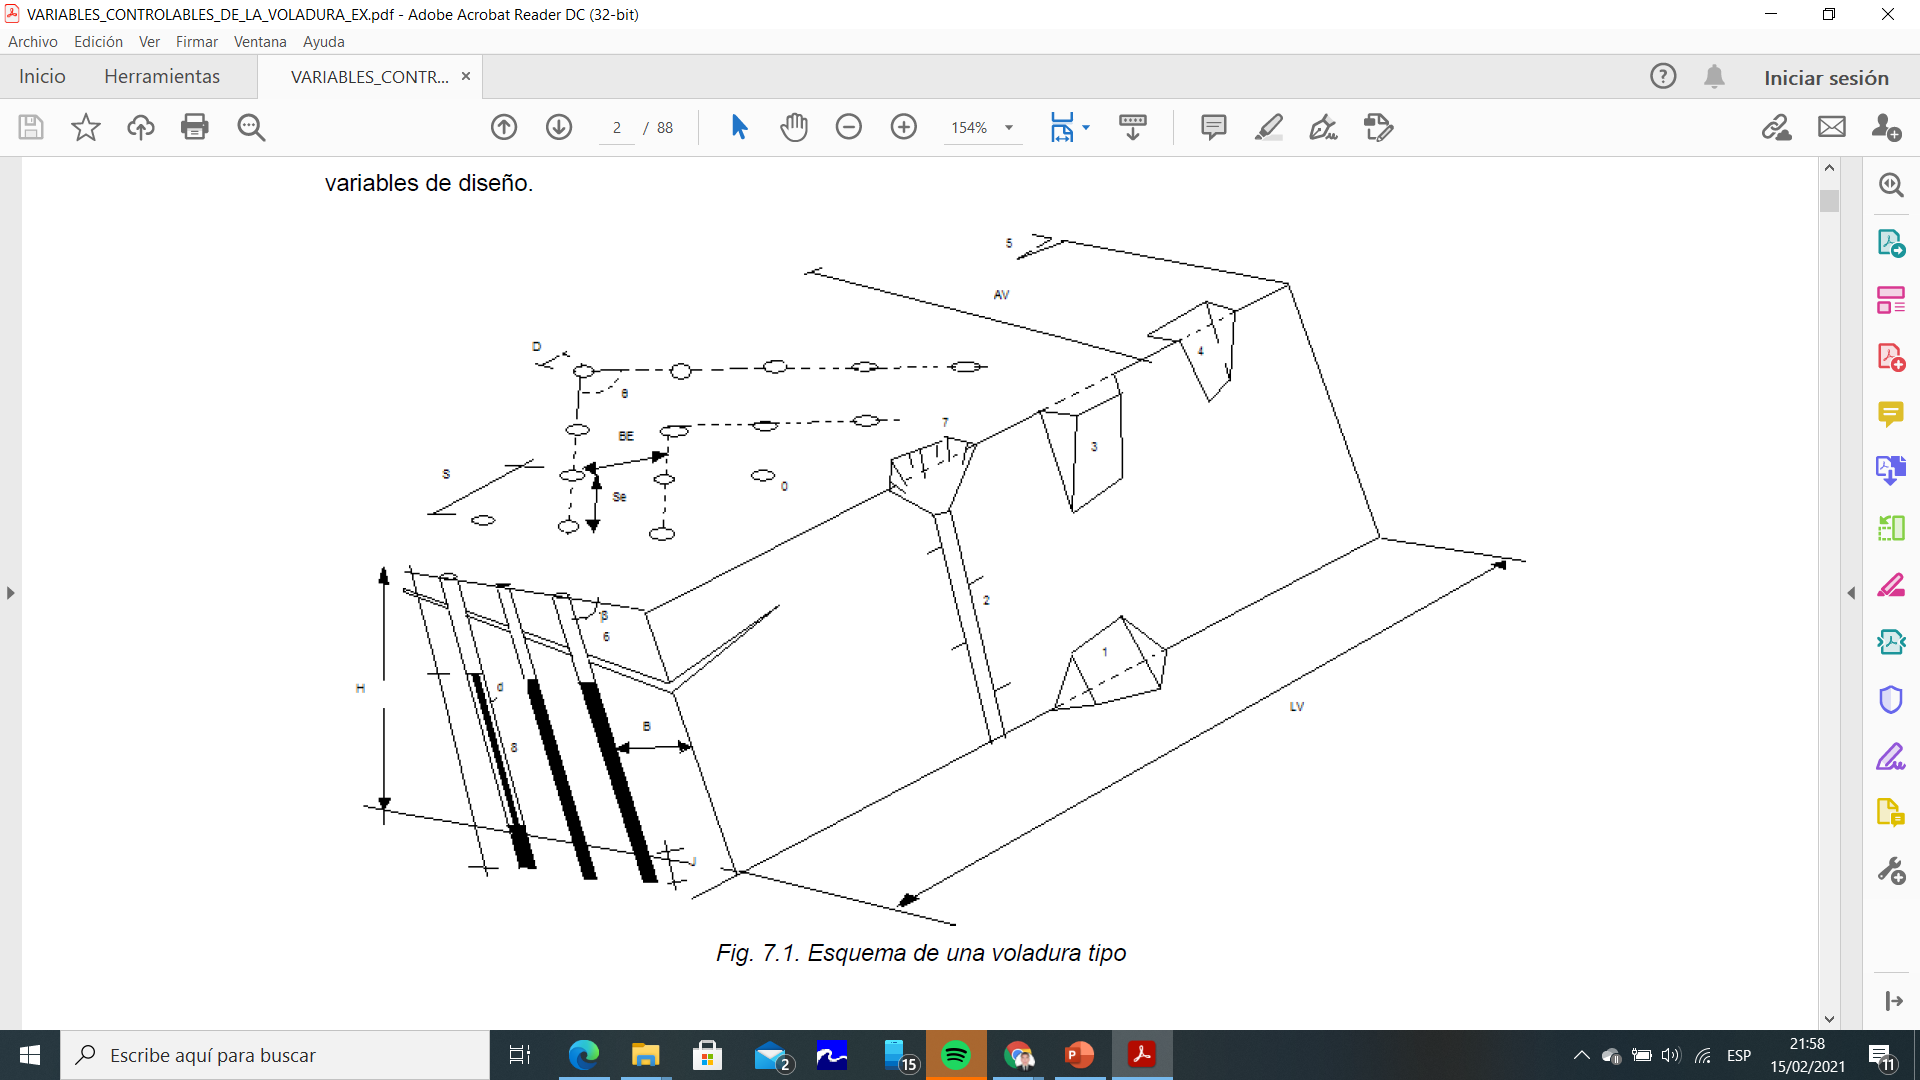 VARIABLES_CONTROLABLES_DE_LA_VOLADURA_EX.pdf - Adobe Acrobat Reader DC (32-bit)
Archivo Edición Ver Firmar Ventana Ayuda
Inicio Herramientas VARIABLES_CONTR... × Iniciar sesión
2 / 88 154%
variables de diseño.
5
AV
D
4
θ
7
BE
3
S
0
Se
β
2
6
1
H
d
LV
B
8
J
Fig. 7.1. Esquema de una voladura tipo
Escribe aquí para buscar
2
15
ESP
21:58
15/02/2021
11